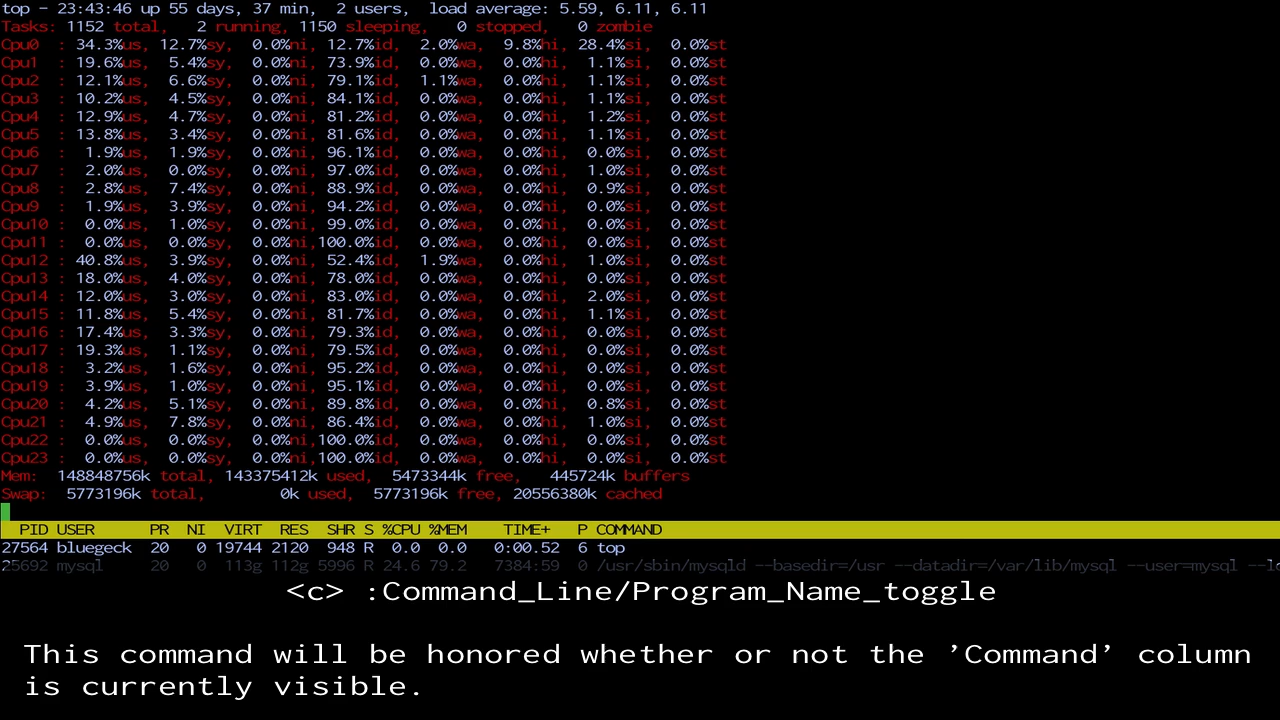 top - 23:43:46 up 55 days, 37 min,  2 users,  load average: 5.59, 6.11, 6.11
Tasks: 1152 total,   2 running, 1150 sleeping,   0 stopped,   0 zombie
Cpu0  : 34.3%us, 12.7%sy,  0.0%ni, 12.7%id,  2.0%wa,  9.8%hi, 28.4%si,  0.0%st
Cpu1  : 19.6%us,  5.4%sy,  0.0%ni, 73.9%id,  0.0%wa,  0.0%hi,  1.1%si,  0.0%st
Cpu2  : 12.1%us,  6.6%sy,  0.0%ni, 79.1%id,  1.1%wa,  0.0%hi,  1.1%si,  0.0%st
Cpu3  : 10.2%us,  4.5%sy,  0.0%ni, 84.1%id,  0.0%wa,  0.0%hi,  1.1%si,  0.0%st
Cpu4  : 12.9%us,  4.7%sy,  0.0%ni, 81.2%id,  0.0%wa,  0.0%hi,  1.2%si,  0.0%st
Cpu5  : 13.8%us,  3.4%sy,  0.0%ni, 81.6%id,  0.0%wa,  0.0%hi,  1.1%si,  0.0%st
Cpu6  :  1.9%us,  1.9%sy,  0.0%ni, 96.1%id,  0.0%wa,  0.0%hi,  0.0%si,  0.0%st
Cpu7  :  2.0%us,  0.0%sy,  0.0%ni, 97.0%id,  0.0%wa,  0.0%hi,  1.0%si,  0.0%st
Cpu8  :  2.8%us,  7.4%sy,  0.0%ni, 88.9%id,  0.0%wa,  0.0%hi,  0.9%si,  0.0%st
Cpu9  :  1.9%us,  3.9%sy,  0.0%ni, 94.2%id,  0.0%wa,  0.0%hi,  0.0%si,  0.0%st
Cpu10 :  0.0%us,  1.0%sy,  0.0%ni, 99.0%id,  0.0%wa,  0.0%hi,  0.0%si,  0.0%st
Cpu11 :  0.0%us,  0.0%sy,  0.0%ni,100.0%id,  0.0%wa,  0.0%hi,  0.0%si,  0.0%st
Cpu12 : 40.8%us,  3.9%sy,  0.0%ni, 52.4%id,  1.9%wa,  0.0%hi,  1.0%si,  0.0%st
Cpu13 : 18.0%us,  4.0%sy,  0.0%ni, 78.0%id,  0.0%wa,  0.0%hi,  0.0%si,  0.0%st
Cpu14 : 12.0%us,  3.0%sy,  0.0%ni, 83.0%id,  0.0%wa,  0.0%hi,  2.0%si,  0.0%st
Cpu15 : 11.8%us,  5.4%sy,  0.0%ni, 81.7%id,  0.0%wa,  0.0%hi,  1.1%si,  0.0%st
Cpu16 : 17.4%us,  3.3%sy,  0.0%ni, 79.3%id,  0.0%wa,  0.0%hi,  0.0%si,  0.0%st
Cpu17 : 19.3%us,  1.1%sy,  0.0%ni, 79.5%id,  0.0%wa,  0.0%hi,  0.0%si,  0.0%st
Cpu18 :  3.2%us,  1.6%sy,  0.0%ni, 95.2%id,  0.0%wa,  0.0%hi,  0.0%si,  0.0%st
Cpu19 :  3.9%us,  1.0%sy,  0.0%ni, 95.1%id,  0.0%wa,  0.0%hi,  0.0%si,  0.0%st
Cpu20 :  4.2%us,  5.1%sy,  0.0%ni, 89.8%id,  0.0%wa,  0.0%hi,  0.8%si,  0.0%st
Cpu21 :  4.9%us,  7.8%sy,  0.0%ni, 86.4%id,  0.0%wa,  0.0%hi,  1.0%si,  0.0%st
Cpu22 :  0.0%us,  0.0%sy,  0.0%ni,100.0%id,  0.0%wa,  0.0%hi,  0.0%si,  0.0%st
Cpu23 :  0.0%us,  0.0%sy,  0.0%ni,100.0%id,  0.0%wa,  0.0%hi,  0.0%si,  0.0%st
Mem:  148848756k total, 143375412k used,  5473344k free,   445724k buffers
Swap:  5773196k total,        0k used,  5773196k free, 20556380k cached
PID USER      PR  NI  VIRT  RES  SHR S %CPU %MEM    TIME+   P COMMAND
27564 bluegeck  20   0 19744 2120  948 R  0.0  0.0   0:00.52  6 top
25692 mysql     20   0  113g 112g 5996 R 24.6 79.2   7384:59  0 /usr/sbin/mysqld --basedir=/usr --datadir=/var/lib/mysql --user=mysql
<c> :Command_Line/Program_Name_toggle
This command will be honored whether or not the ’Command’ column
is currently visible.